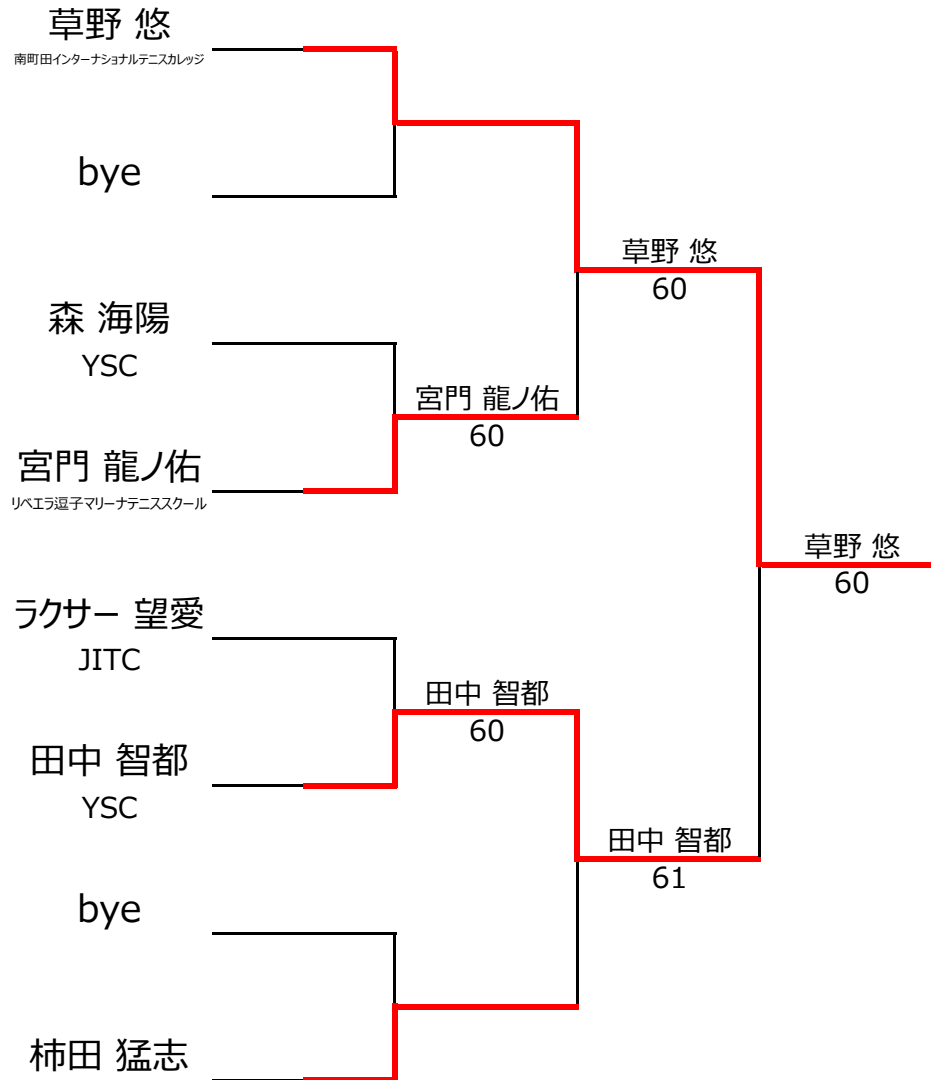 草野 悠
南町田インターナショナルテニスカレッジ
bye
草野 悠
60
森 海陽
YSC
宮門 龍ノ佑
60
宮門 龍ノ佑
リベエラ逗子マリーナテニススクール
草野 悠
60
ラクサー 望愛
JITC
田中 智都
60
田中 智都
YSC
田中 智都
61
bye
柿田 猛志